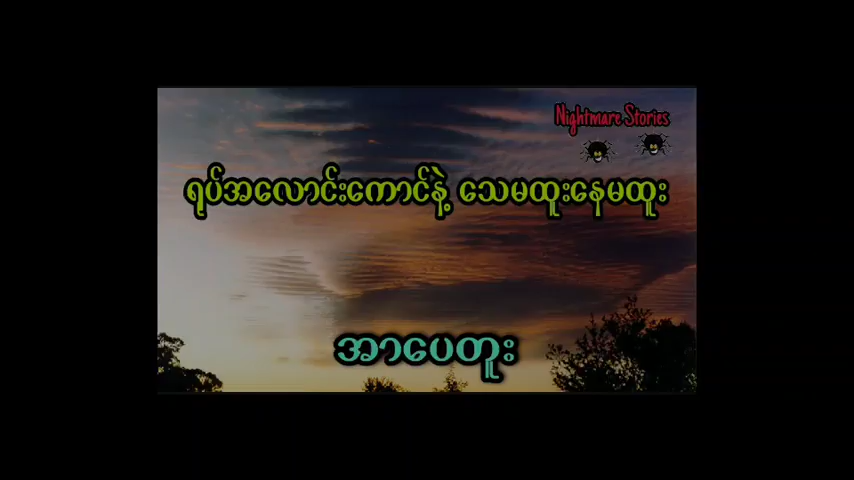 Nightmare Stories
ရုပ်အလောင်းကောင်နဲ့ သေမထူးနေမထူး
အာပေတူး